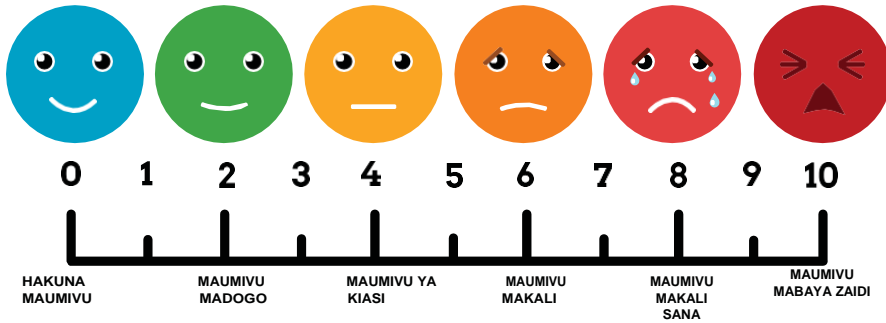 0 1 2 3 4 5 6 7 8 9 10
HAKUNA
MAUMIVU
MAUMIVU
MADOGO
MAUMIVU YA
KIASI
MAUMIVU
MAKALI
MAUMIVU
MAKALI
SANA
MAUMIVU
MABAYA ZAIDI